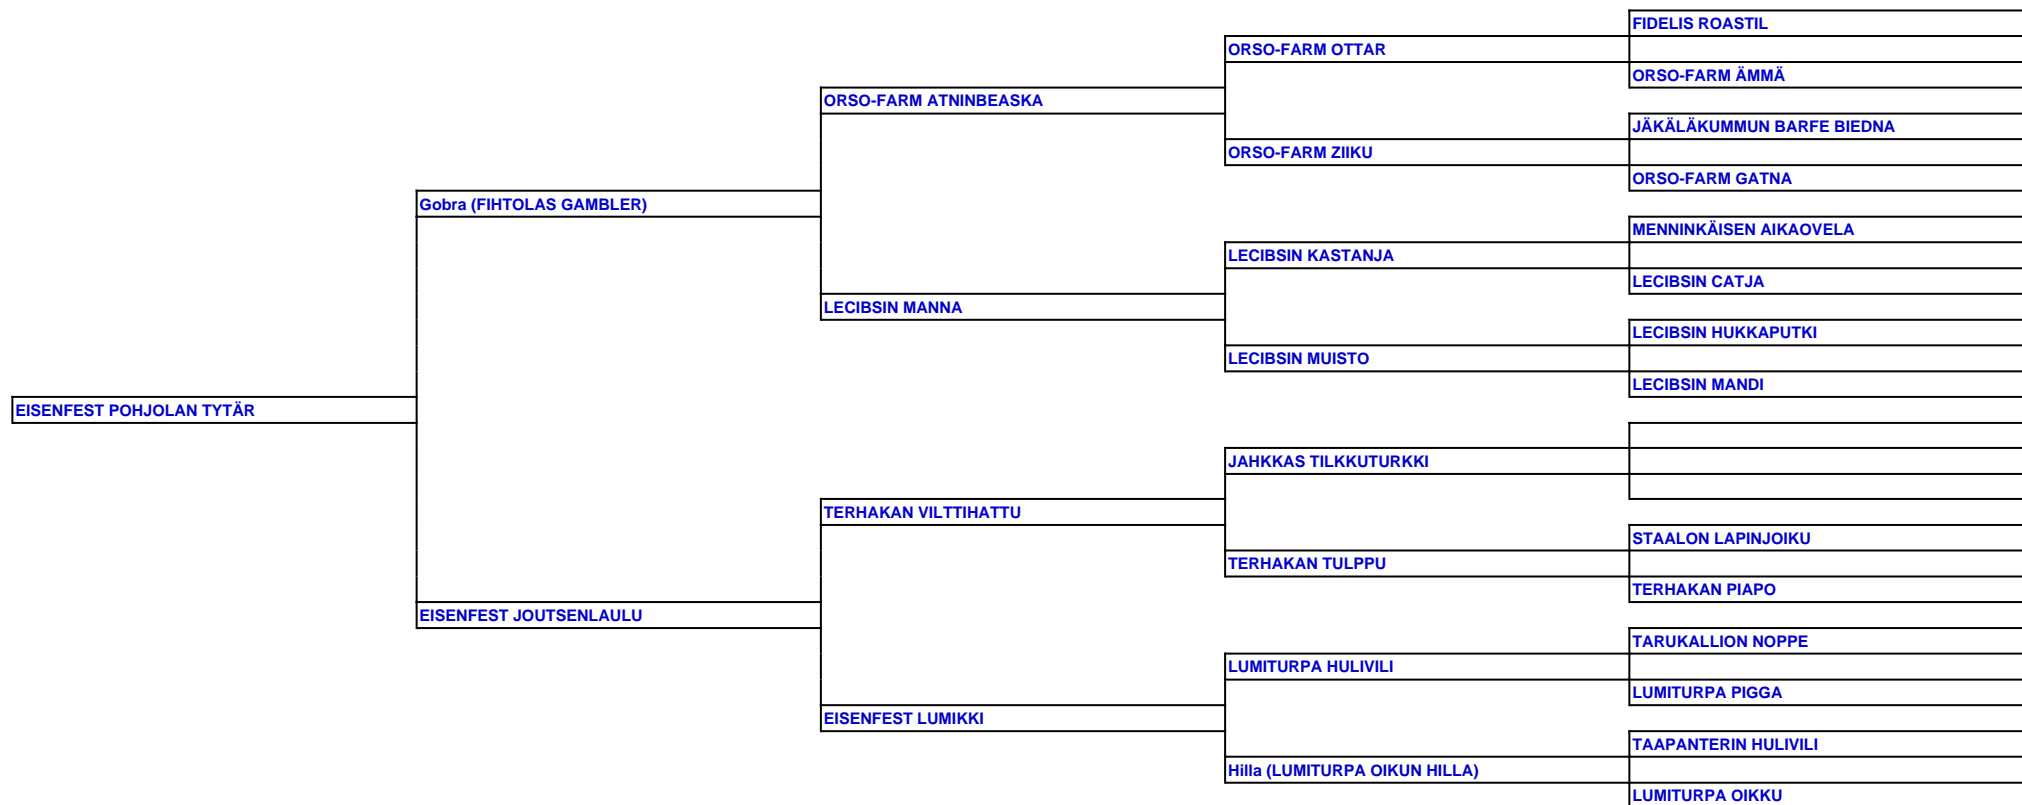 FIDELIS ROASTIL
ORSO-FARM OTTAR
ORSO-FARM ÄMMÄ
ORSO-FARM ATNINBEASKA
JÄKÄLÄKUMMUN BARFE BIEDNA
ORSO-FARM ZIIKU
ORSO-FARM GATNA
Gobra (FIHTOLAS GAMBLER)
MENNINKÄISEN AIKAOVELA
LECIBSIN KASTANJA
LECIBSIN CATJA
LECIBSIN MANNA
LECIBSIN HUKKAPUTKI
LECIBSIN MUISTO
LECIBSIN MANDI
EISENFEST POHJOLAN TYTÄR
JAHKKAS TILKKUTURKKI
TERHAKAN VILTTIHATTU
STAALON LAPINJOIKU
TERHAKAN TULPPU
TERHAKAN PIAPO
EISENFEST JOUTSENLAULU
TARUKALLION NOPPE
LUMITURPA HULIVILI
LUMITURPA PIGGA
EISENFEST LUMIKKI
TAAPANTERIN HULIVILI
Hilla (LUMITURPA OIKUN HILLA)
LUMITURPA OIKKU